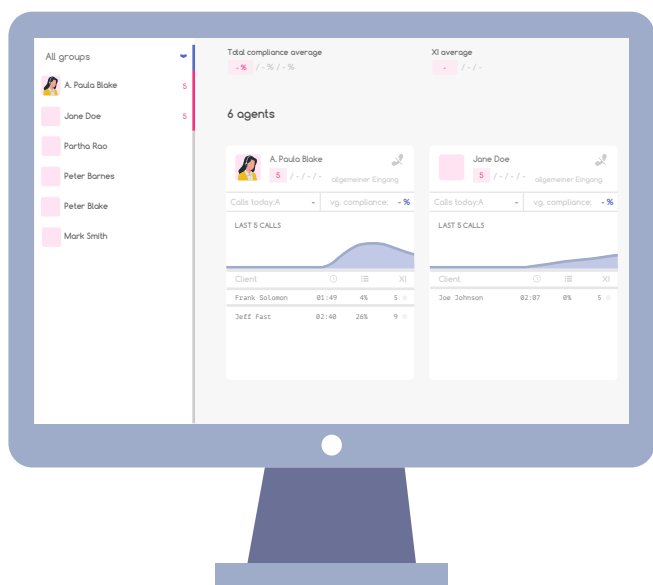 All groups
A. Paula Blake 5
Jane Doe 5
Partha Rao
Peter Barnes
Peter Blake
Mark Smith
Total compliance average
- % / - % / - %
XI average
- / - / -
6 agents
A. Paula Blake
5 / - / - / - allgemeiner Eingang
Calls today:A - vg. compliance: - %
LAST 5 CALLS
Client XI
Frank Solomon 01:49 4% 5
Jeff Fast 02:40 26% 9
Jane Doe
5 / - / - / - allgemeiner Eingang
Calls today:A - vg. compliance: - %
LAST 5 CALLS
Client XI
Joe Johnson 02:07 0% 5